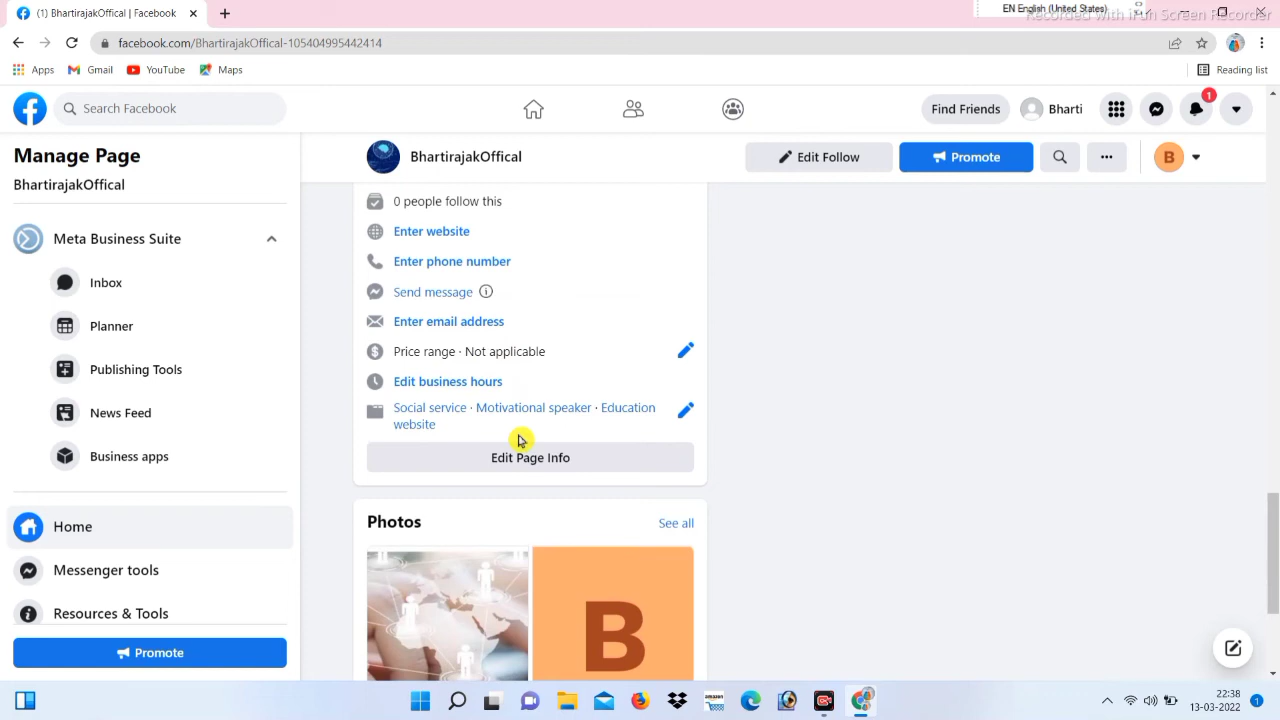 (1) BhartirajakOffical | Facebook
EN English (United States)
Recorded with iFun Screen Recorder
facebook.com/BhartirajakOffical-105404995442414
Apps
Gmail
YouTube
Maps
Reading list
Search Facebook
Find Friends
Bharti
1
Manage Page
BhartirajakOffical
BhartirajakOffical
Edit Follow
Promote
B
Meta Business Suite
Inbox
Planner
Publishing Tools
News Feed
Business apps
Home
Messenger tools
Resources & Tools
Promote
0 people follow this
Enter website
Enter phone number
Send message
Enter email address
Price range · Not applicable
Edit business hours
Social service · Motivational speaker · Education
website
Edit Page Info
Photos
See all
B
amazon
22:38
13-03-2022
1